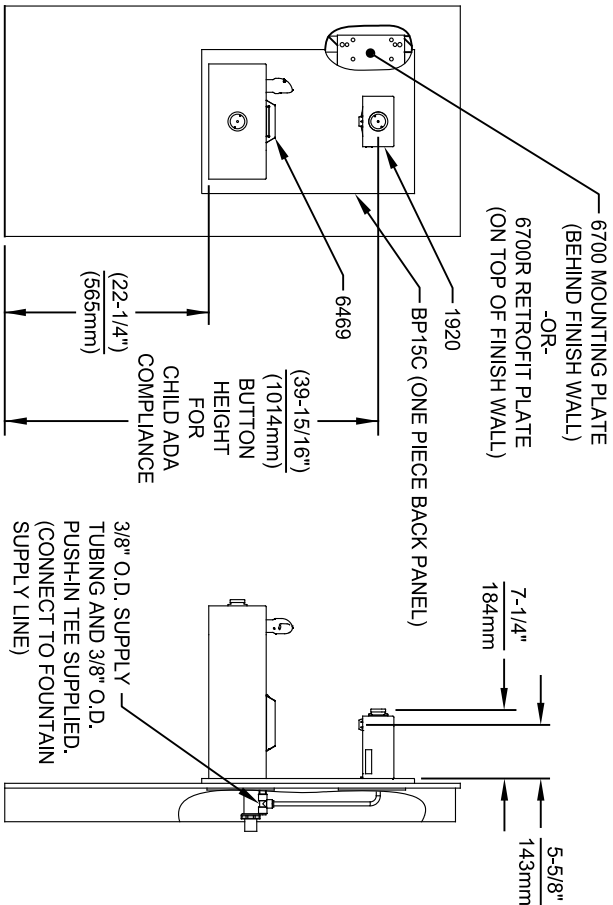 6700 MOUNTING PLATE
(BEHIND FINISH WALL)
-OR-
6700R RETROFIT PLATE
(ON TOP OF FINISH WALL)
1920
BP15C (ONE PIECE BACK PANEL)
6469
(22-1/4")
(565mm)
(39-15/16")
(1014mm)
BUTTON
HEIGHT
FOR
CHILD ADA
COMPLIANCE
7-1/4"
184mm
5-5/8"
143mm
3/8" O.D. SUPPLY
TUBING AND 3/8" O.D.
PUSH-IN TEE SUPPLIED.
(CONNECT TO FOUNTAIN
SUPPLY LINE)